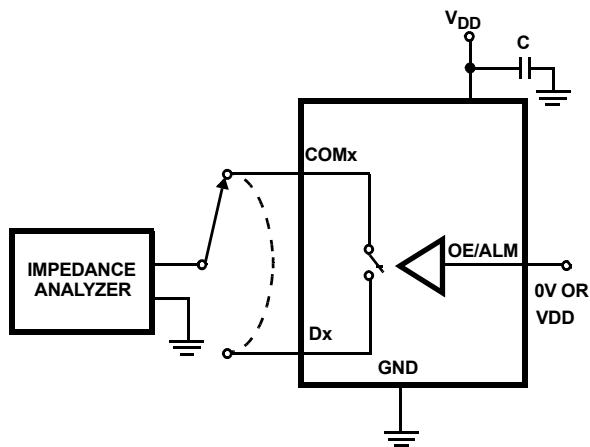 VDD
C
COMx
IMPEDANCE
ANALYZER
OE/ALM
0V OR
VDD
Dx
GND